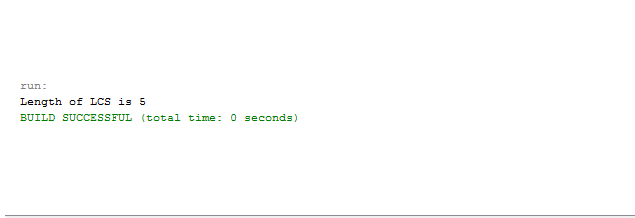 run:
Length of LCS is 5
BUILD SUCCESSFUL (total time: 0 seconds)